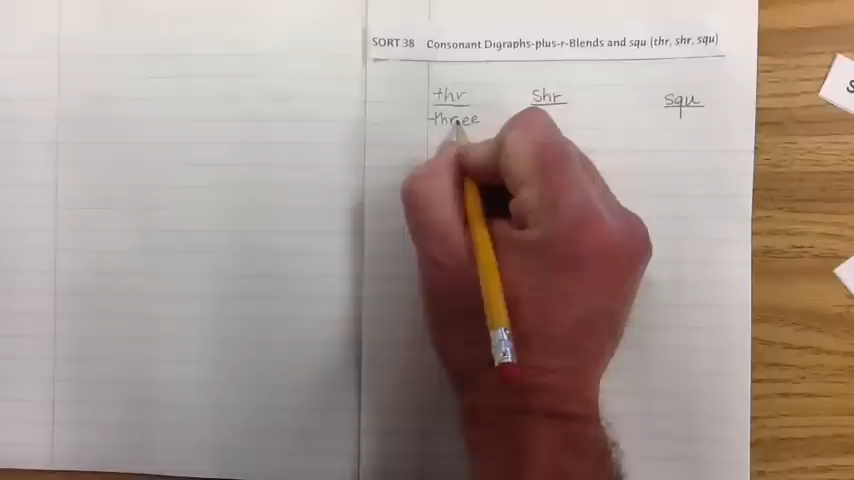 SORT 38 Consonant Digraphs-plus-r-Blends and squ (thr, shr, squ)
thr shr squ
three